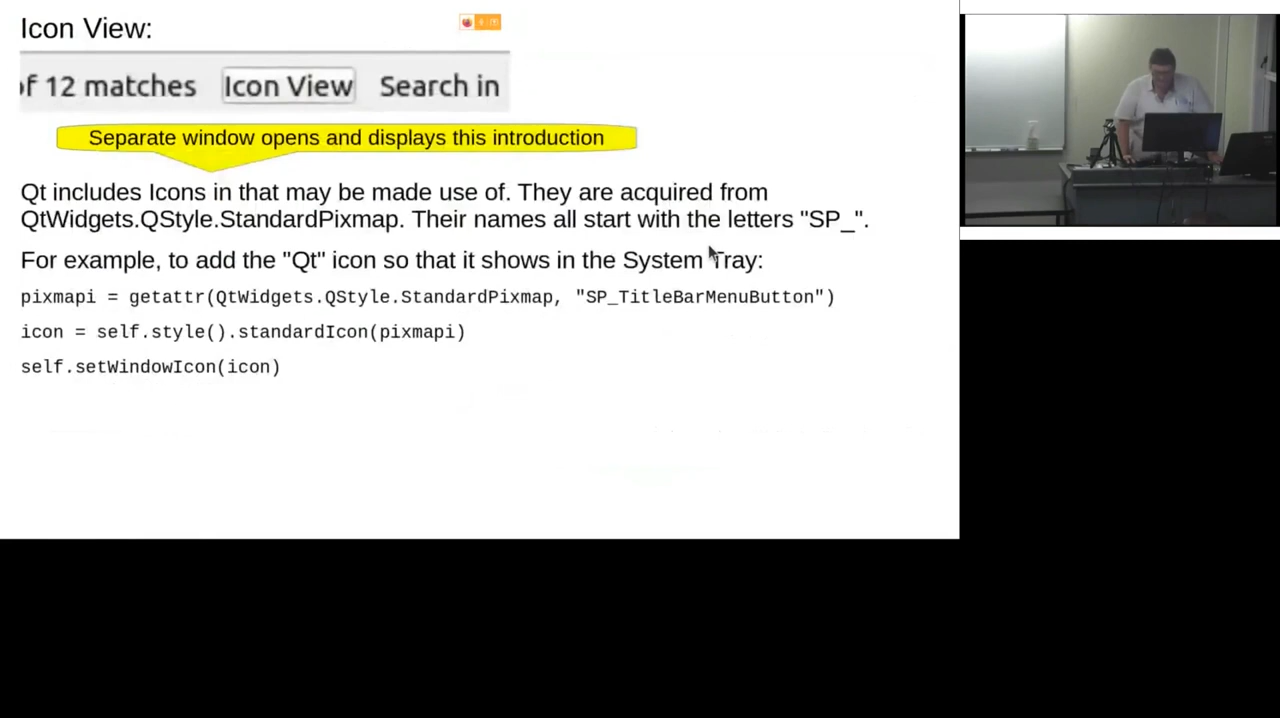 Icon View:
of 12 matches Icon View Search in
Separate window opens and displays this introduction
Qt includes Icons in that may be made use of. They are acquired from
QtWidgets.QStyle.StandardPixmap. Their names all start with the letters "SP_".
For example, to add the "Qt" icon so that it shows in the System Tray:
pixmapi = getattr(QtWidgets.QStyle.StandardPixmap, "SP_TitleBarMenuButton")
icon = self.style().standardIcon(pixmapi)
self.setWindowIcon(icon)